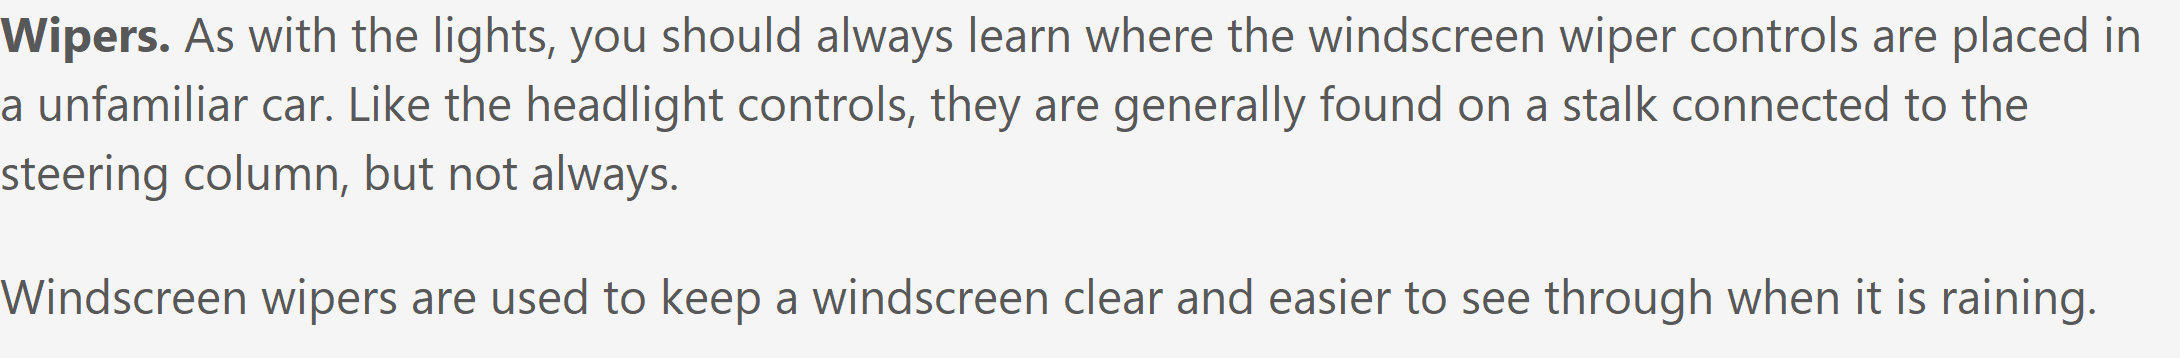 Wipers. As with the lights, you should always learn where the windscreen wiper controls are placed in
a unfamiliar car. Like the headlight controls, they are generally found on a stalk connected to the
steering column, but not always.
Windscreen wipers are used to keep a windscreen clear and easier to see through when it is raining.